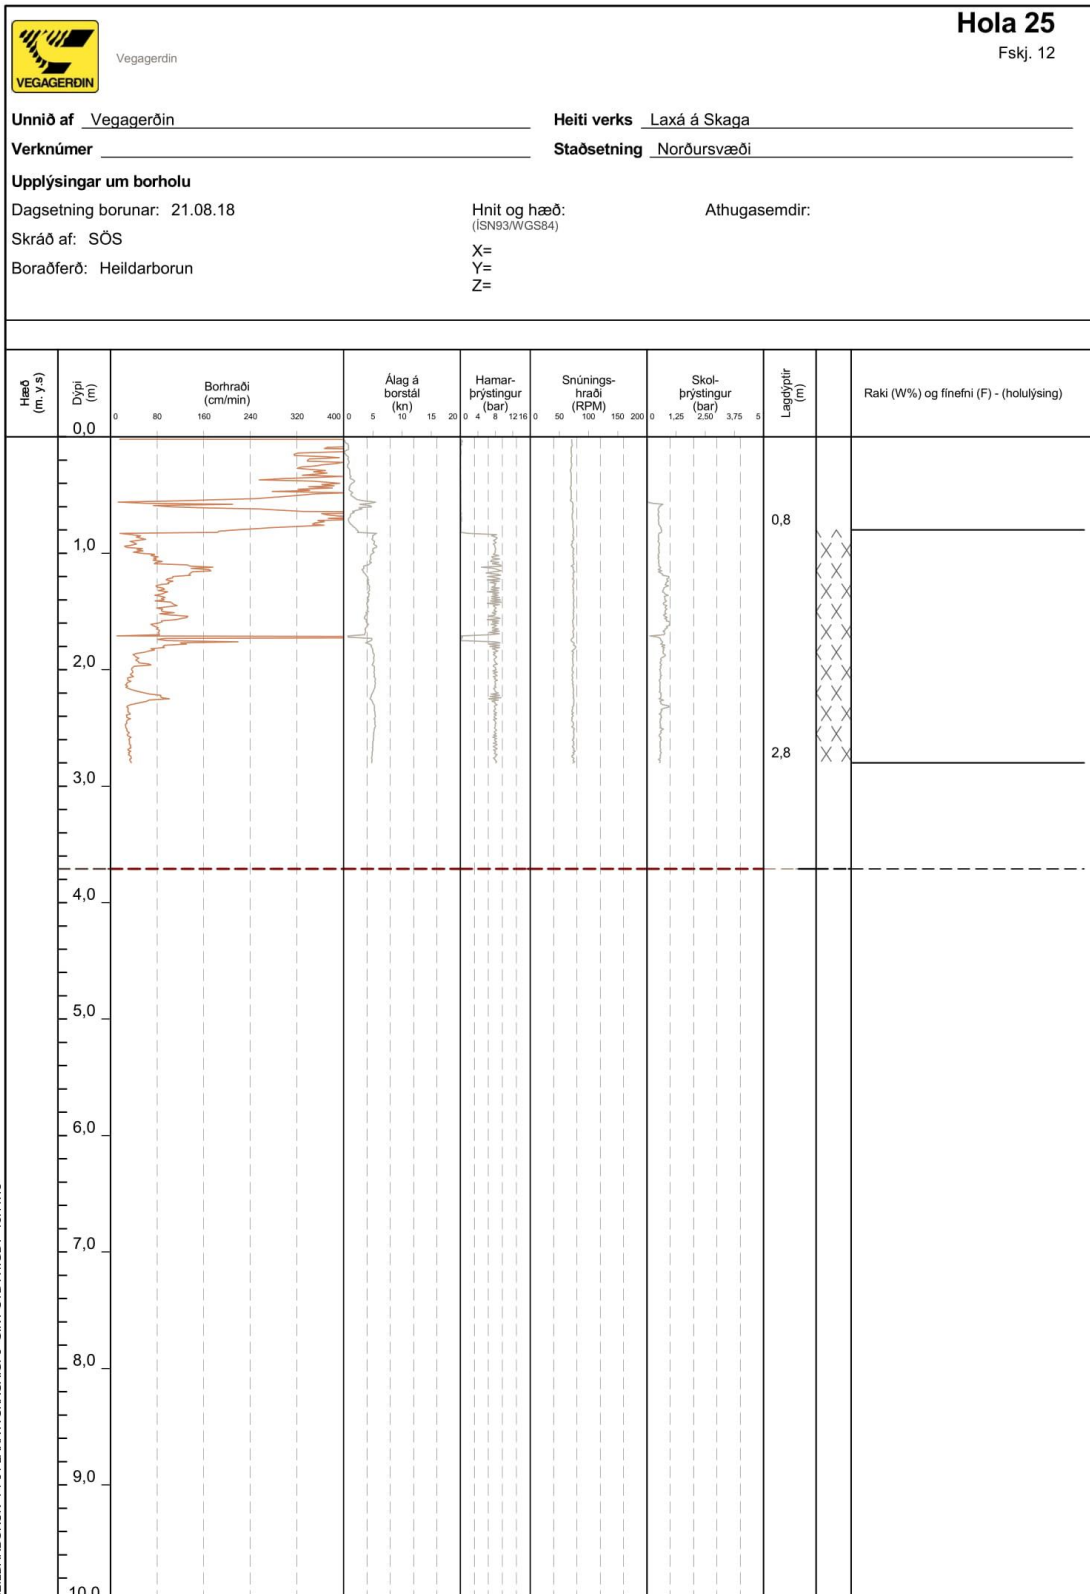 Hola 25
Fskj. 12
VEGAGERÐIN
Vegagerdin
Unnið af Vegagerðin
Heiti verks Laxá á Skaga
Verknúmer
Staðsetning Norðursvæði
Upplýsingar um borholu
Dagsetning borunar: 21.08.18
Hnit og hæð:
Athugasemdir:
(ÍSN93/WGS84)
Skráð af: SÖS
X=
Boraðferð: Heildarborun
Y=
Z=
Hæð
(m. y.s)
Dýpi
(m)
Borhraði
(cm/min)
0 80 160 240 320 400
Álag á
borstál
(kn)
0 5 10 15 20
Hamar-
þrýstingur
(bar)
0 4 8 12 16
Snúnings-
hraði
(RPM)
0 50 100 150 200
Skol-
þrýstingur
(bar)
0 1,25 2,50 3,75 5
Lagdýptir
(m)
Raki (W%) og fínefni (F) - (holulýsing)
0,0
0,8
1,0
2,0
2,8
3,0
4,0
5,0
6,0
7,0
8,0
9,0
10,0